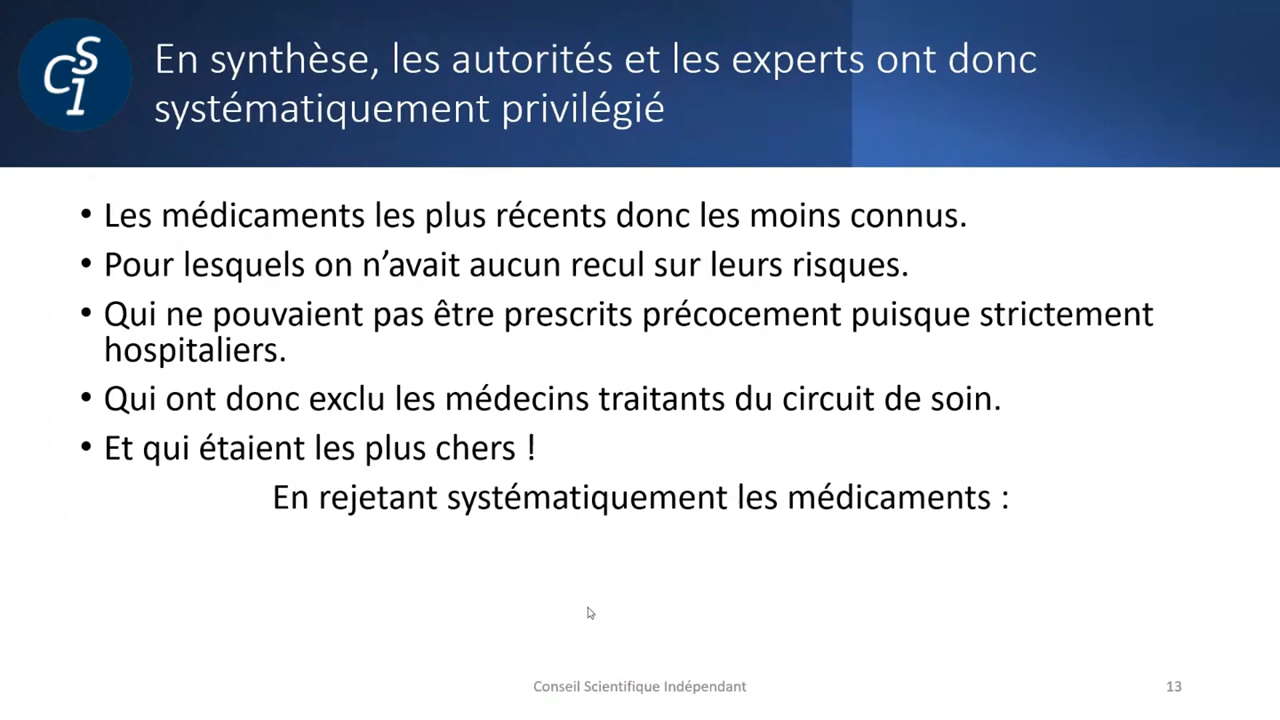 CSI
En synthèse, les autorités et les experts ont donc
systématiquement privilégié
• Les médicaments les plus récents donc les moins connus.
• Pour lesquels on n’avait aucun recul sur leurs risques.
• Qui ne pouvaient pas être prescrits précocement puisque strictement
hospitaliers.
• Qui ont donc exclu les médecins traitants du circuit de soin.
• Et qui étaient les plus chers !
En rejetant systématiquement les médicaments :
Conseil Scientifique Indépendant
13